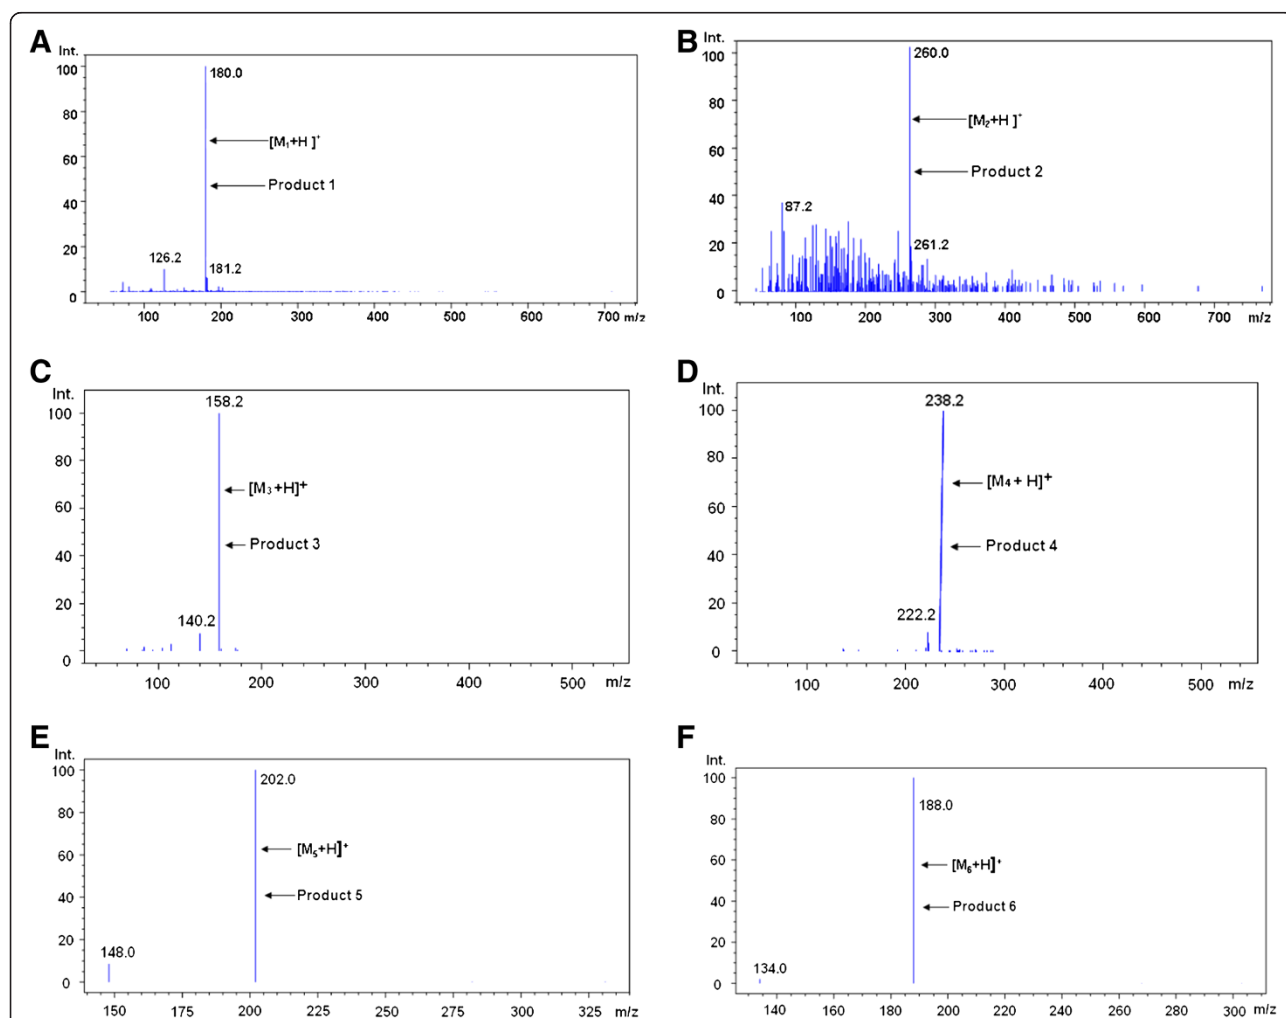 A
Int.
100
80
60
40
20
0
180.0
[M₁+H ]⁺
Product 1
126.2
181.2
100 200 300 400 500 600 700 m/z
B
Int.
100
80
60
40
20
0
260.0
[M₂+H ]⁺
Product 2
87.2
261.2
100 200 300 400 500 600 700 m/z
C
Int.
100
80
60
40
20
0
158.2
[M₃ +H]⁺
Product 3
140.2
100 200 300 400 500 m/z
D
Int.
100
80
60
40
20
0
238.2
[M₄ + H]⁺
Product 4
222.2
100 200 300 400 500 m/z
E
Int.
100
80
60
40
20
0
202.0
[M₅+H]⁺
Product 5
148.0
150 175 200 225 250 275 300 325 m/z
F
Int.
100
80
60
40
20
0
188.0
[M₆+H]⁺
Product 6
134.0
140 160 180 200 220 240 260 280 300 m/z